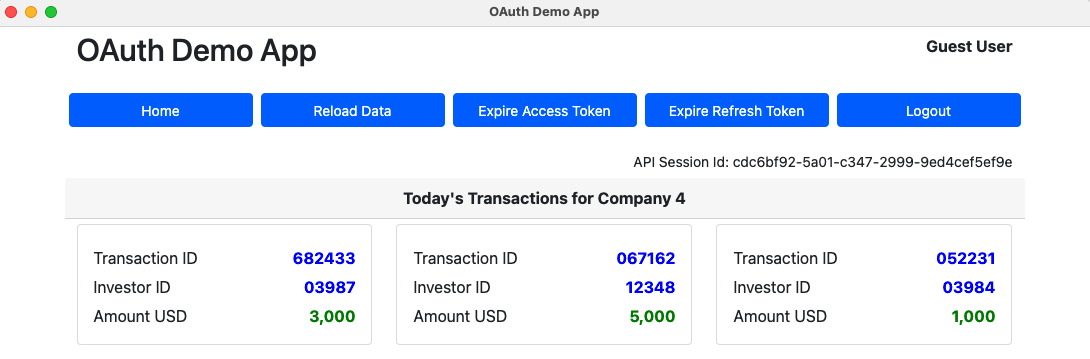 OAuth Demo App
OAuth Demo App
Guest User
Home Reload Data Expire Access Token Expire Refresh Token Logout
API Session Id: cdc6bf92-5a01-c347-2999-9ed4cef5ef9e
Today's Transactions for Company 4
Transaction ID 682433
Investor ID 03987
Amount USD 3,000
Transaction ID 067162
Investor ID 12348
Amount USD 5,000
Transaction ID 052231
Investor ID 03984
Amount USD 1,000